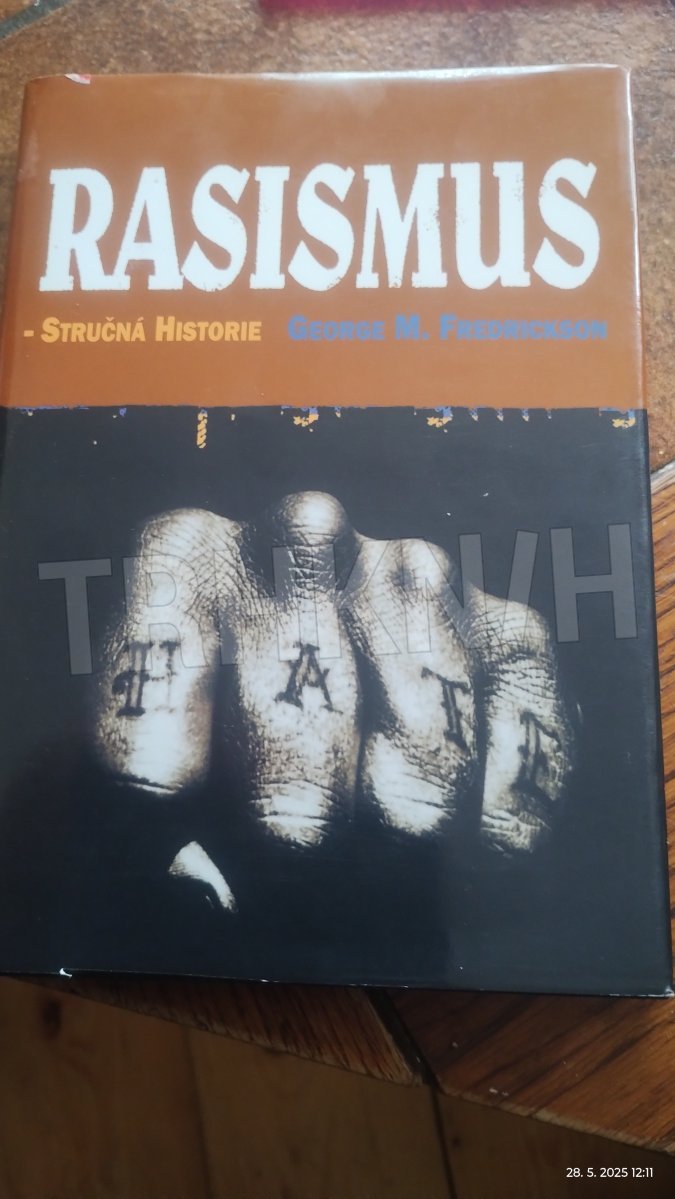 RASISMUS
- STRUČNÁ HISTORIE GEORGE M. FREDRICKSON
TRHKNIH
HATE
28. 5. 2025 12:11